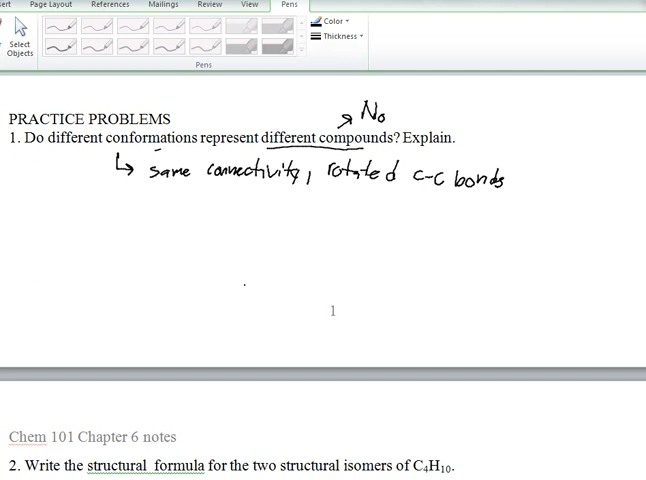 sert Page Layout References Mailings Review View Pens
Select Objects
Color
Thickness
Pens
PRACTICE PROBLEMS
No
1. Do different conformations represent different compounds? Explain.
same connectivity, rotated C-C bonds
1
Chem 101 Chapter 6 notes
2. Write the structural formula for the two structural isomers of C₄H₁₀.